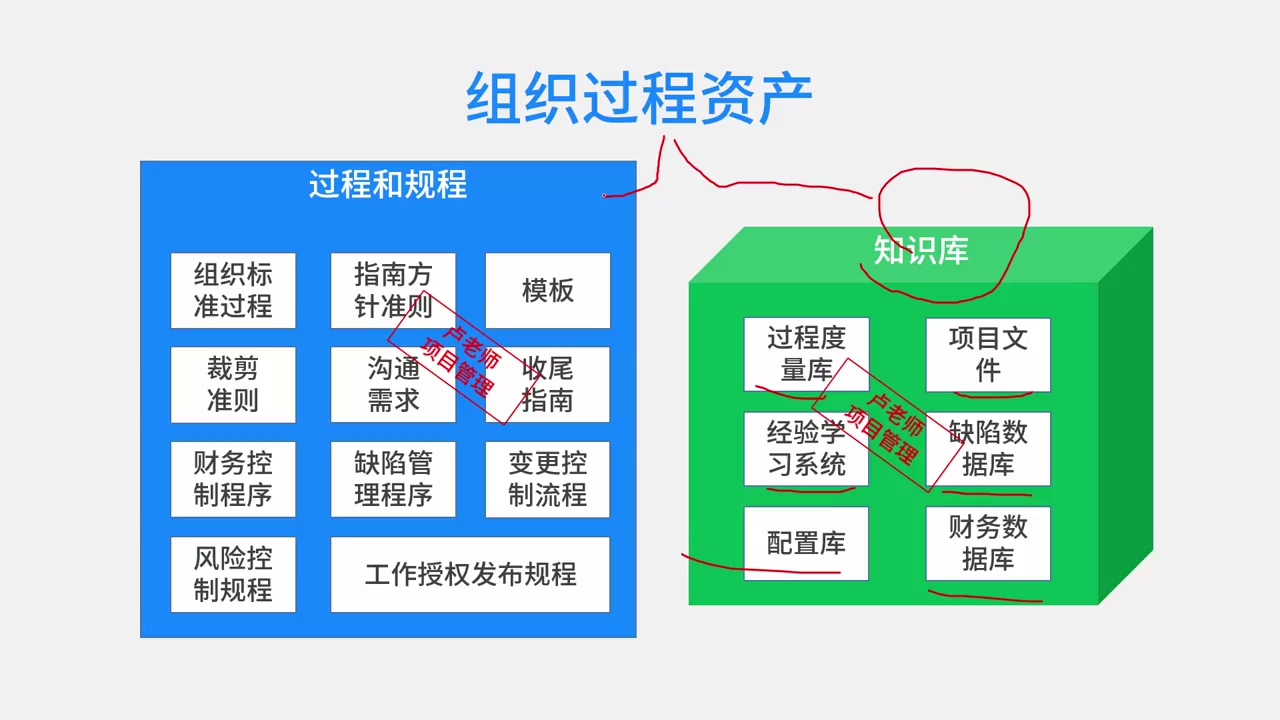 组织过程资产
过程和规程
组织标
准过程
指南方
针准则
模板
裁剪
准则
沟通
需求
收尾
指南
财务控
制程序
缺陷管
理程序
变更控
制流程
风险控
制规程
工作授权发布规程
卢老师
项目管理
知识库
过程度
量库
项目文
件
经验学
习系统
缺陷数
据库
配置库
财务数
据库
卢老师
项目管理